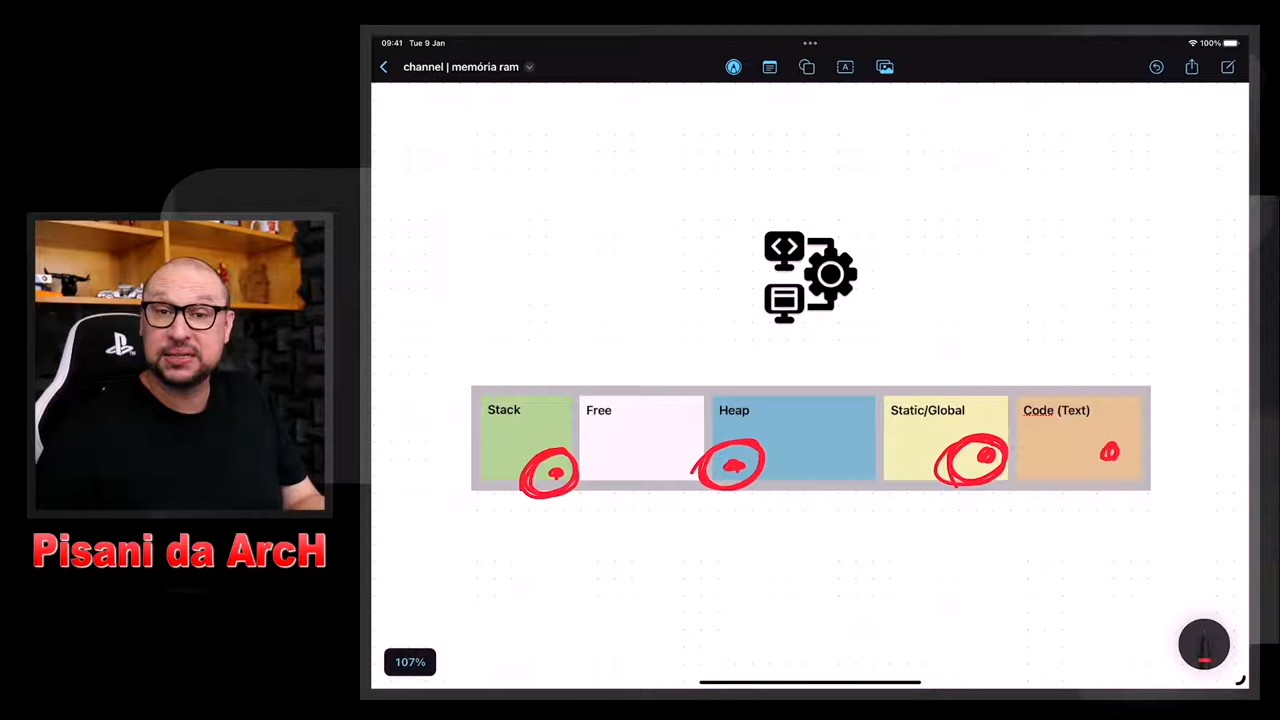 09:41 Tue 9 Jan
100%
channel | memória ram
A
Stack
Free
Heap
Static/Global
Code (Text)
Pisani da ArcH
107%